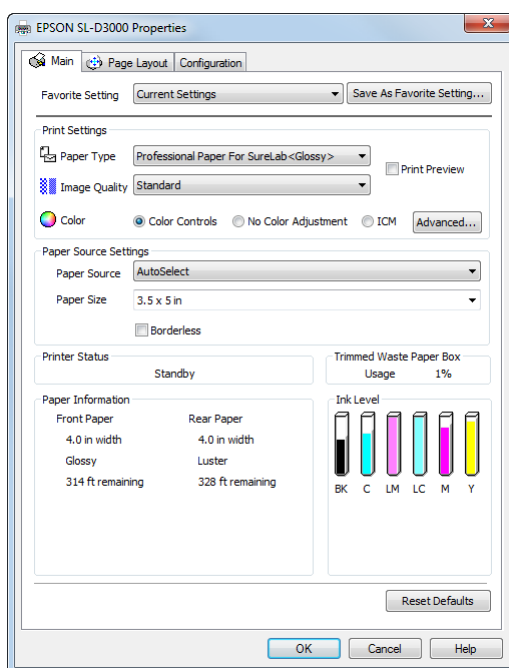 EPSON SL-D3000 Properties
Main Page Layout Configuration
Favorite Setting Current Settings Save As Favorite Setting...
Print Settings
Paper Type Professional Paper For SureLab<Glossy>
Print Preview
Image Quality Standard
Color Color Controls No Color Adjustment ICM Advanced...
Paper Source Settings
Paper Source AutoSelect
Paper Size 3.5 x 5 in
Borderless
Printer Status Trimmed Waste Paper Box
Standby Usage 1%
Paper Information Ink Level
Front Paper Rear Paper
4.0 in width 4.0 in width
Glossy Luster
314 ft remaining 328 ft remaining
BK C LM LC M Y
Reset Defaults
OK Cancel Help